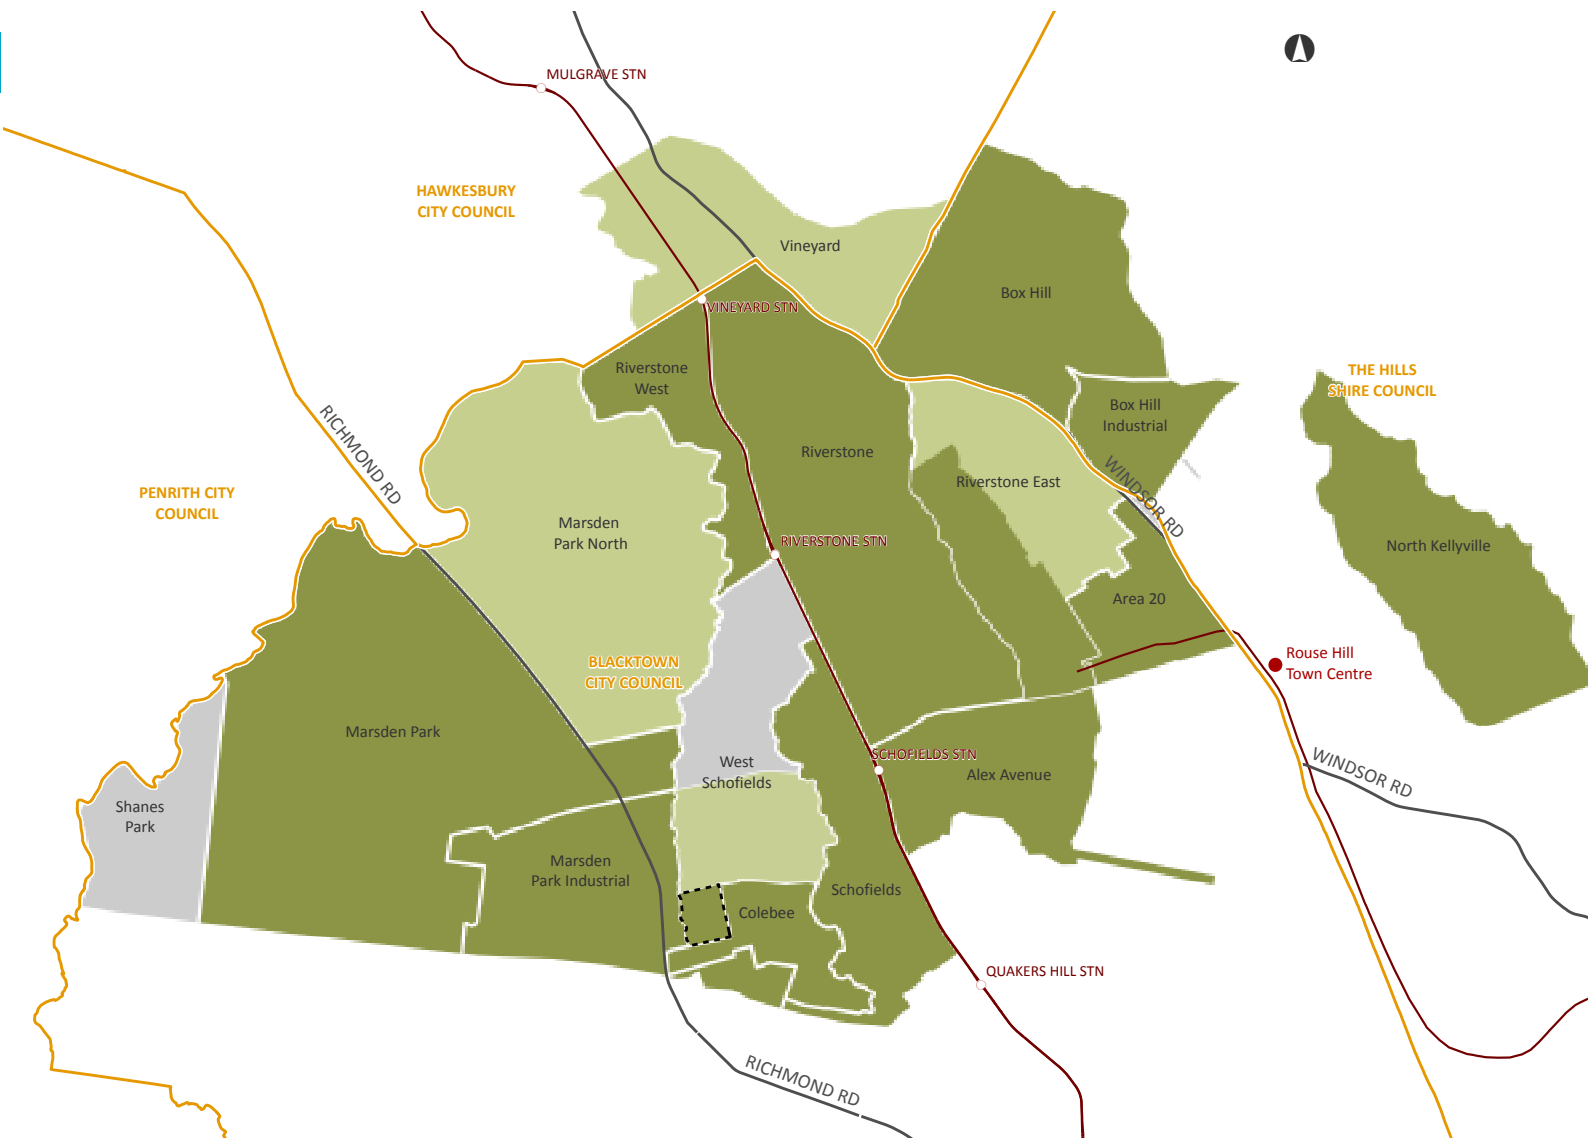 MULGRAVE STN
HAWKESBURY
CITY COUNCIL
Vineyard
Box Hill
VINEYARD STN
Riverstone
West
THE HILLS
SHIRE COUNCIL
Box Hill
Industrial
RICHMOND RD
Riverstone
Riverstone East
WINDSOR RD
PENRITH CITY
COUNCIL
Marsden
Park North
RIVERSTONE STN
North Kellyville
Area 20
Rouse Hill
Town Centre
BLACKTOWN
CITY COUNCIL
Marsden Park
West
Schofields
SCHOFIELDS STN
Alex Avenue
WINDSOR RD
Shanes
Park
Marsden
Park Industrial
Schofields
Colebee
QUAKERS HILL STN
RICHMOND RD